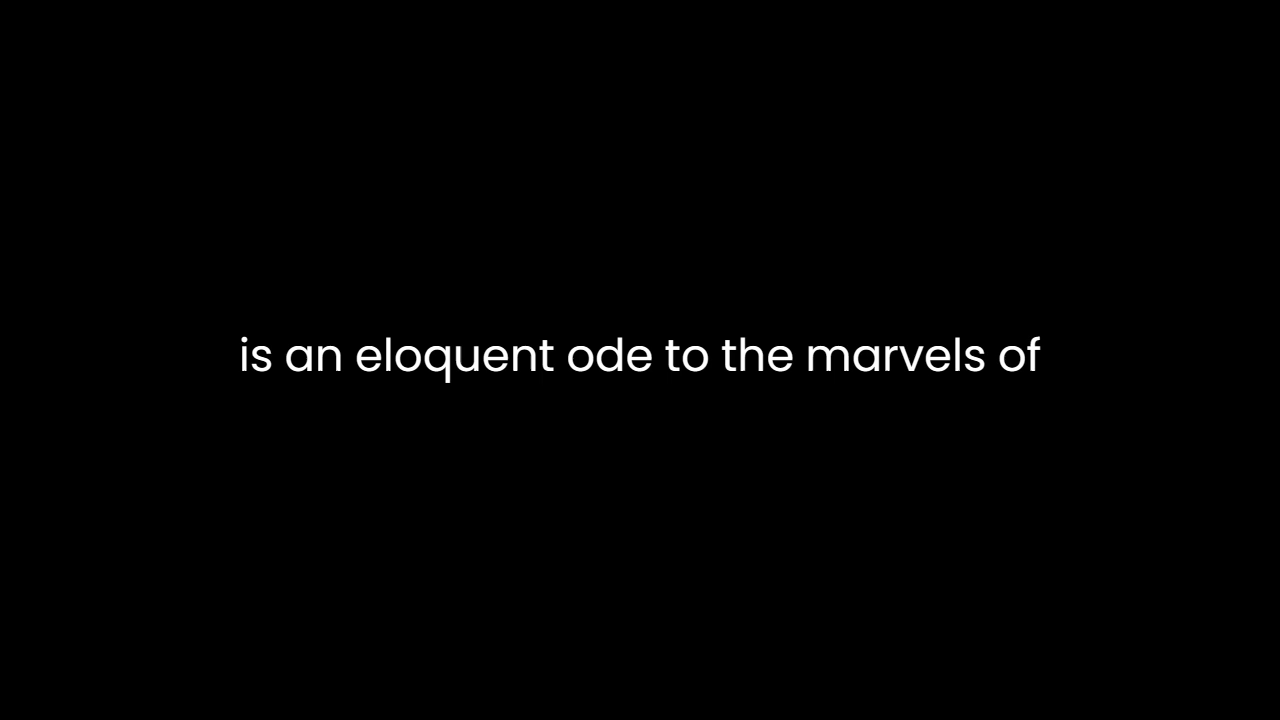 is an eloquent ode to the marvels of